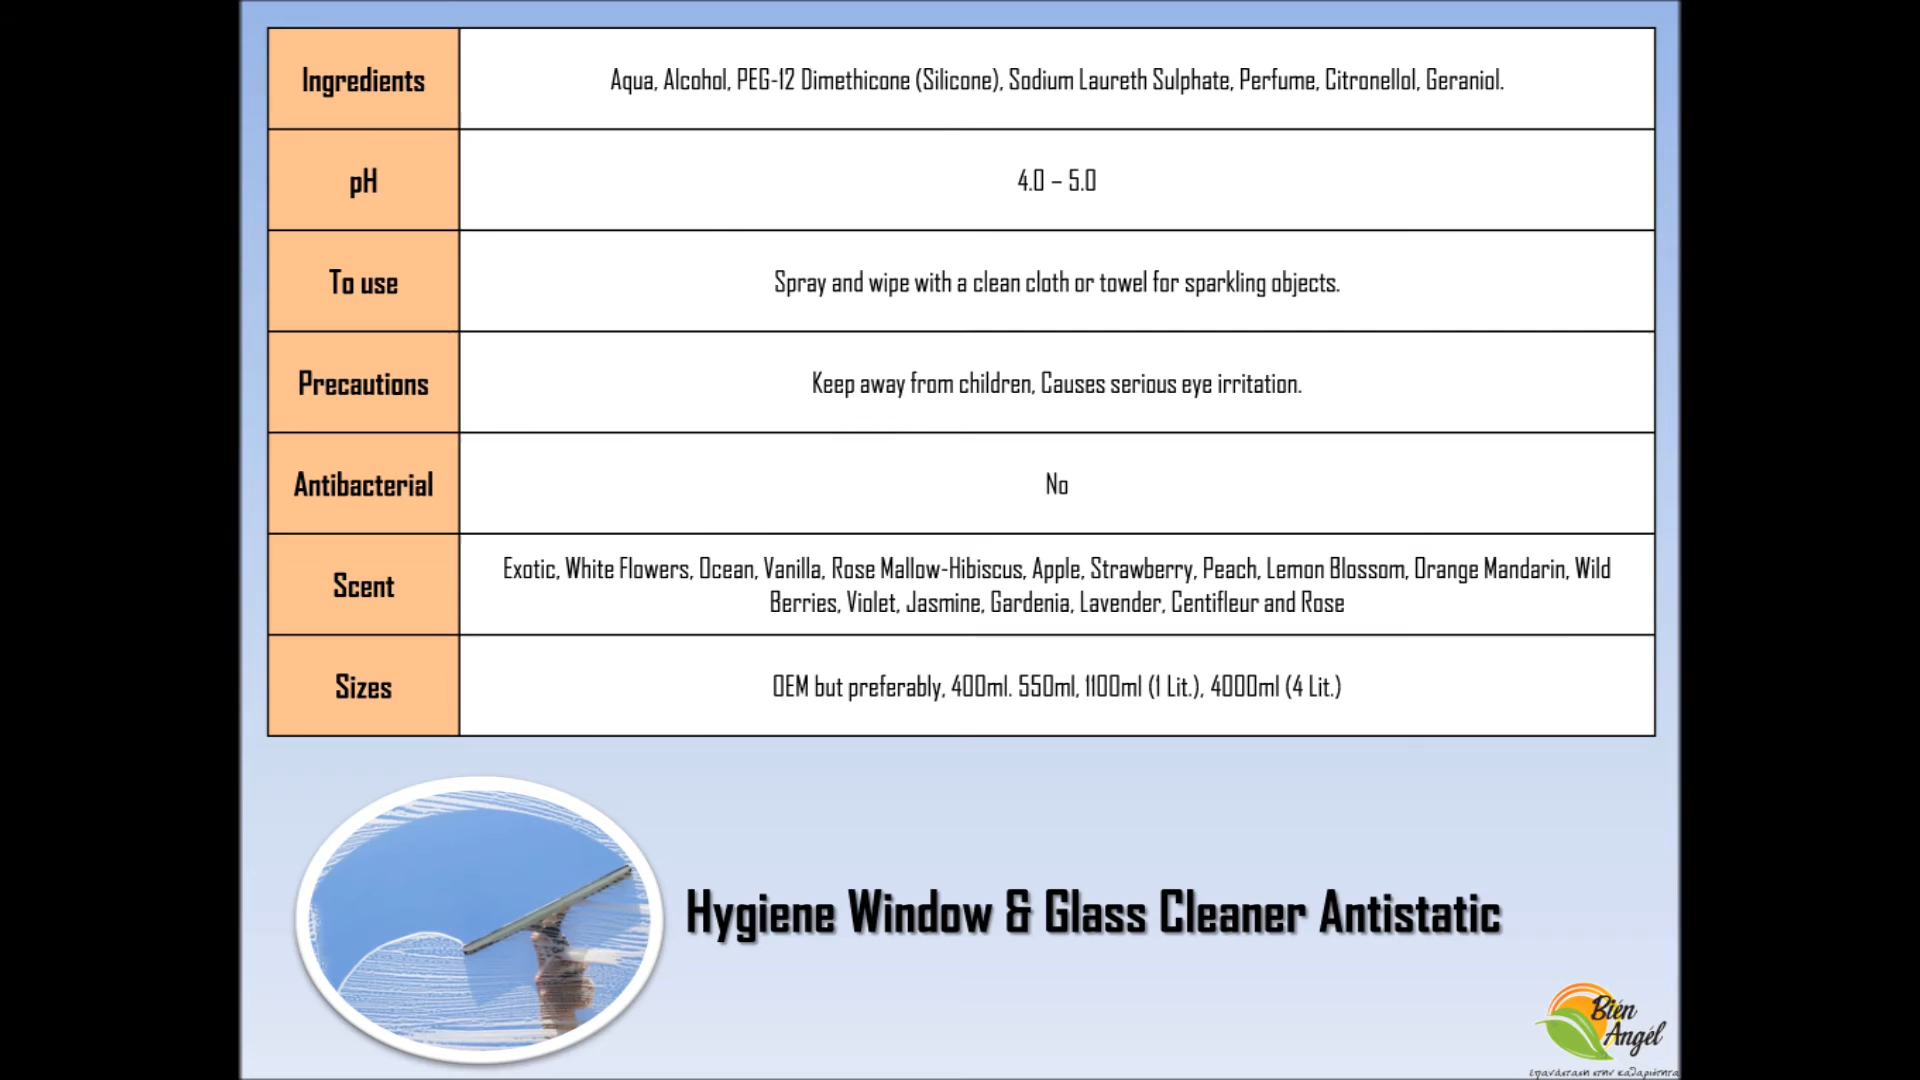 Ingredients
Aqua, Alcohol, PEG-12 Dimethicone (Silicone), Sodium Laureth Sulphate, Perfume, Citronellol, Geraniol.
pH
4.0 – 5.0
To use
Spray and wipe with a clean cloth or towel for sparkling objects.
Precautions
Keep away from children, Causes serious eye irritation.
Antibacterial
No
Scent
Exotic, White Flowers, Ocean, Vanilla, Rose Mallow-Hibiscus, Apple, Strawberry, Peach, Lemon Blossom, Orange Mandarin, Wild
Berries, Violet, Jasmine, Gardenia, Lavender, Centifleur and Rose
Sizes
OEM but preferably, 400ml. 550ml, 1100ml (1 Lit.), 4000ml (4 Lit.)
Hygiene Window & Glass Cleaner Antistatic
Bién
Angél
επανάσταση στην καθαριότητα